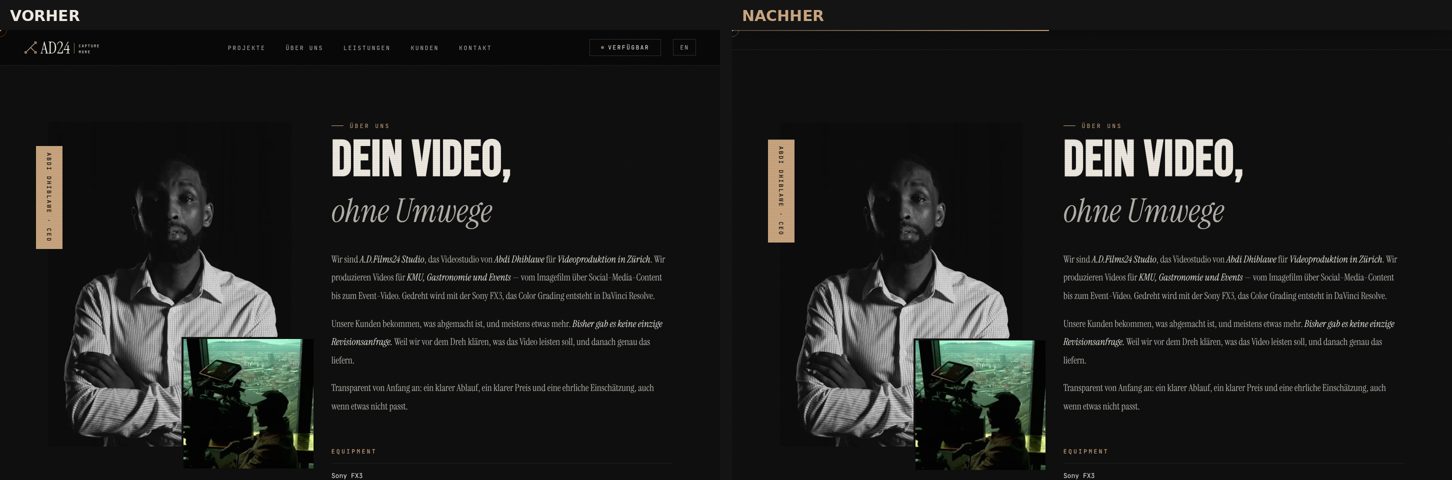 VORHER
AD24 CAPTURE
MORE
PROJEKTE ÜBER UNS LEISTUNGEN KUNDEN KONTAKT
VERFÜGBAR
EN
ABDI DHIBLAWE · CEO
ÜBER UNS
DEIN VIDEO,
ohne Umwege
Wir sind A.D.Films24 Studio, das Videostudio von Abdi Dhiblawe für Videoproduktion in Zürich. Wir
produzieren Videos für KMU, Gastronomie und Events — vom Imagefilm über Social-Media-Content
bis zum Event-Video. Gedreht wird mit der Sony FX3, das Color Grading entsteht in DaVinci Resolve.
Unsere Kunden bekommen, was abgemacht ist, und meistens etwas mehr. Bisher gab es keine einzige
Revisionsanfrage. Weil wir vor dem Dreh klären, was das Video leisten soll, und danach genau das
liefern.
Transparent von Anfang an: ein klarer Ablauf, ein klarer Preis und eine ehrliche Einschätzung, auch
wenn etwas nicht passt.
EQUIPMENT
Sony FX3
NACHHER
ABDI DHIBLAWE · CEO
ÜBER UNS
DEIN VIDEO,
ohne Umwege
Wir sind A.D.Films24 Studio, das Videostudio von Abdi Dhiblawe für Videoproduktion in Zürich. Wir
produzieren Videos für KMU, Gastronomie und Events — vom Imagefilm über Social-Media-Content
bis zum Event-Video. Gedreht wird mit der Sony FX3, das Color Grading entsteht in DaVinci Resolve.
Unsere Kunden bekommen, was abgemacht ist, und meistens etwas mehr. Bisher gab es keine einzige
Revisionsanfrage. Weil wir vor dem Dreh klären, was das Video leisten soll, und danach genau das
liefern.
Transparent von Anfang an: ein klarer Ablauf, ein klarer Preis und eine ehrliche Einschätzung, auch
wenn etwas nicht passt.
EQUIPMENT
Sony FX3